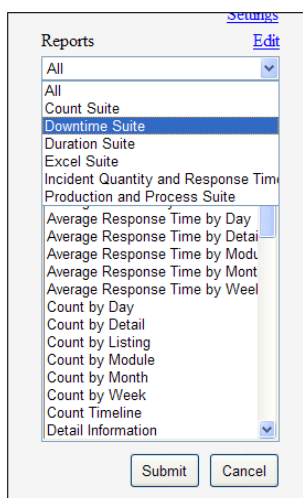 Settings
Reports Edit
All
All
Count Suite
Downtime Suite
Duration Suite
Excel Suite
Incident Quantity and Response Time
Production and Process Suite
Average Response Time by Day
Average Response Time by Detai
Average Response Time by Modu
Average Response Time by Mont
Average Response Time by Weel
Count by Day
Count by Detail
Count by Listing
Count by Module
Count by Month
Count by Week
Count Timeline
Detail Information
Submit Cancel